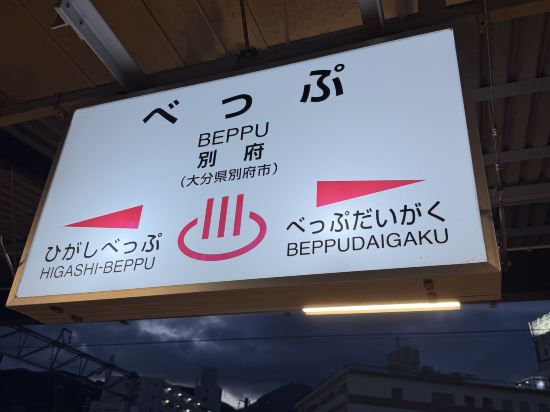 べっぷ
BEPPU
別府
(大分県別府市)
ひがしべっぷ
HIGASHI-BEPPU
べっぷだいがく
BEPPUDAIGAKU